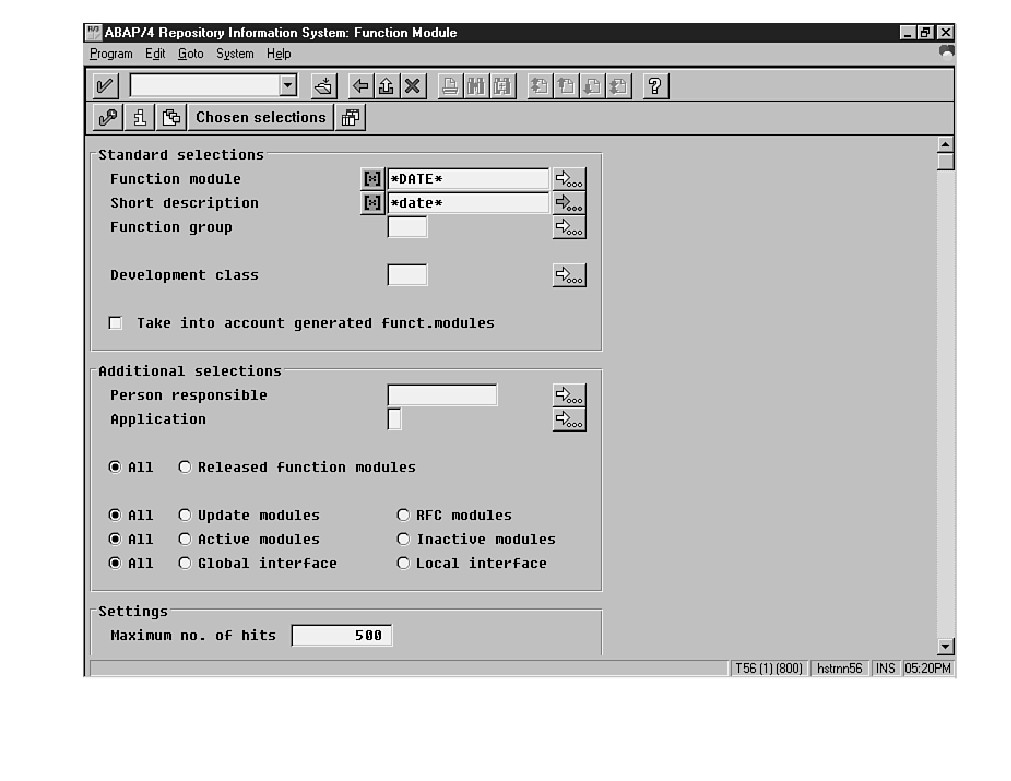 ABAP/4 Repository Information System: Function Module
Program Edit Goto System Help
Chosen selections
Standard selections
Function module *DATE*
Short description *date*
Function group
Development class
Take into account generated funct.modules
Additional selections
Person responsible
Application
All Released function modules
All Update modules RFC modules
All Active modules Inactive modules
All Global interface Local interface
Settings
Maximum no. of hits 500
T56 (1) (800) hstrnn56 INS 05:20PM